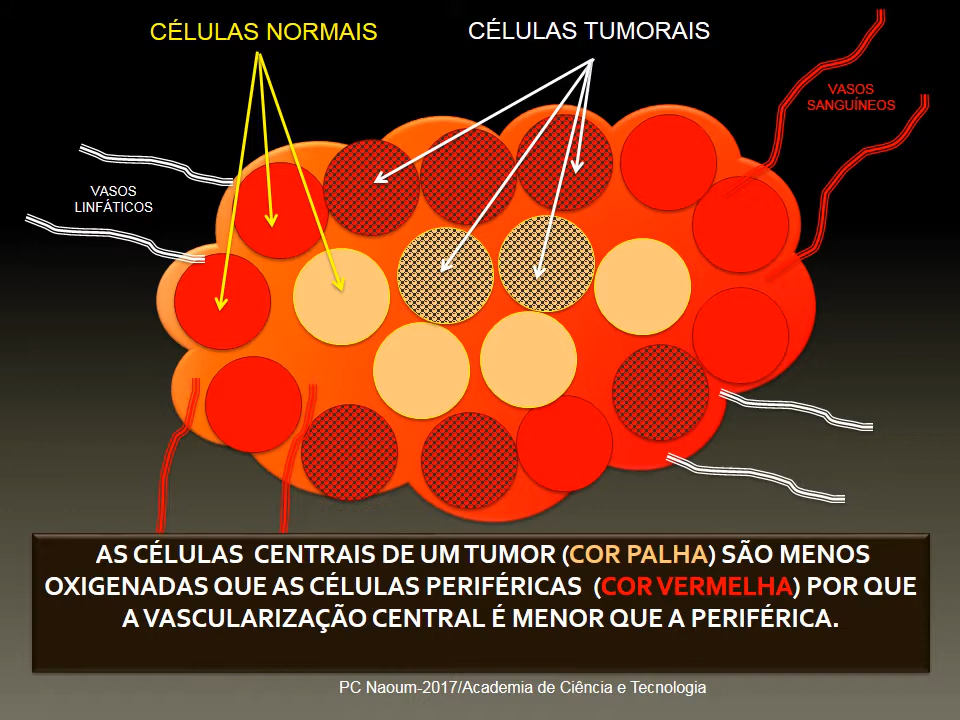 CÉLULAS NORMAIS
CÉLULAS TUMORAIS
VASOS
SANGUÍNEOS
VASOS
LINFÁTICOS
AS CÉLULAS CENTRAIS DE UM TUMOR (COR PALHA) SÃO MENOS
OXIGENADAS QUE AS CÉLULAS PERIFÉRICAS (COR VERMELHA) POR QUE
A VASCULARIZAÇÃO CENTRAL É MENOR QUE A PERIFÉRICA.
PC Naoum-2017/Academia de Ciência e Tecnologia